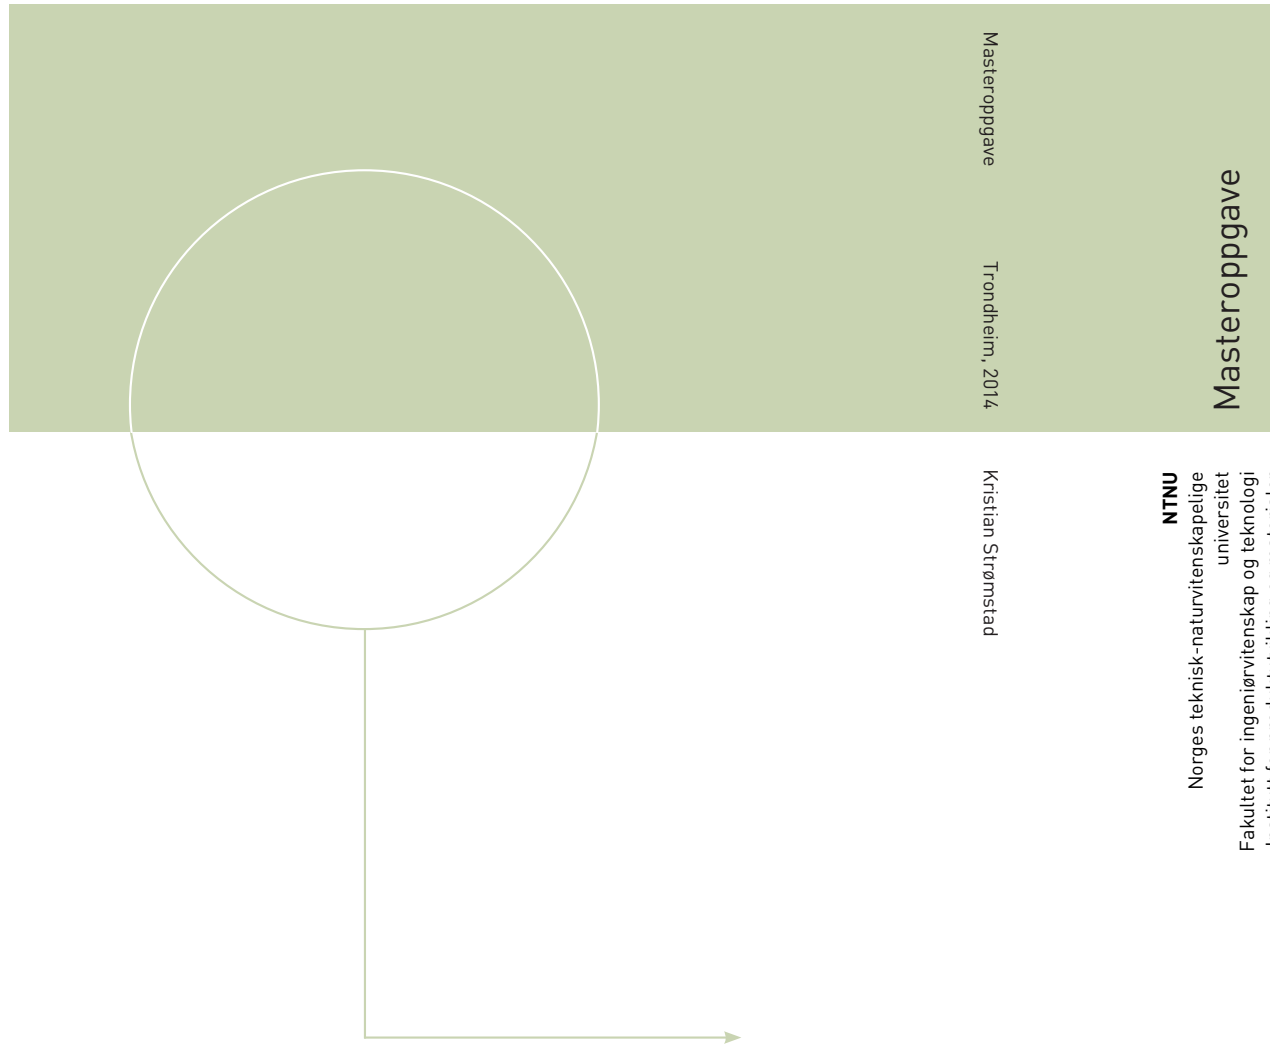 Masteroppgave
Trondheim, 2014
Kristian Strømstad
Masteroppgave
NTNU
Norges teknisk-naturvitenskapelige
universitet
Fakultet for ingeniørvitenskap og teknologi